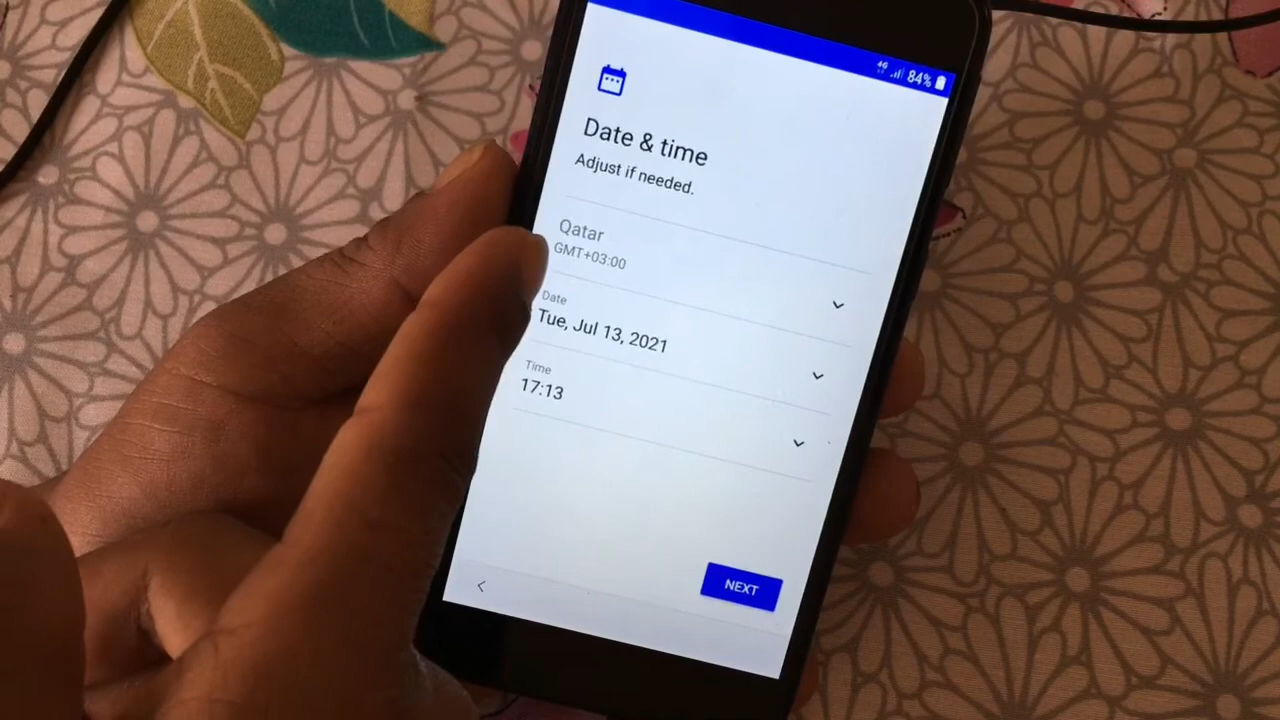 4G 84%
Date & time
Adjust if needed.
Qatar
GMT+03:00
Date
Tue, Jul 13, 2021
Time
17:13
NEXT